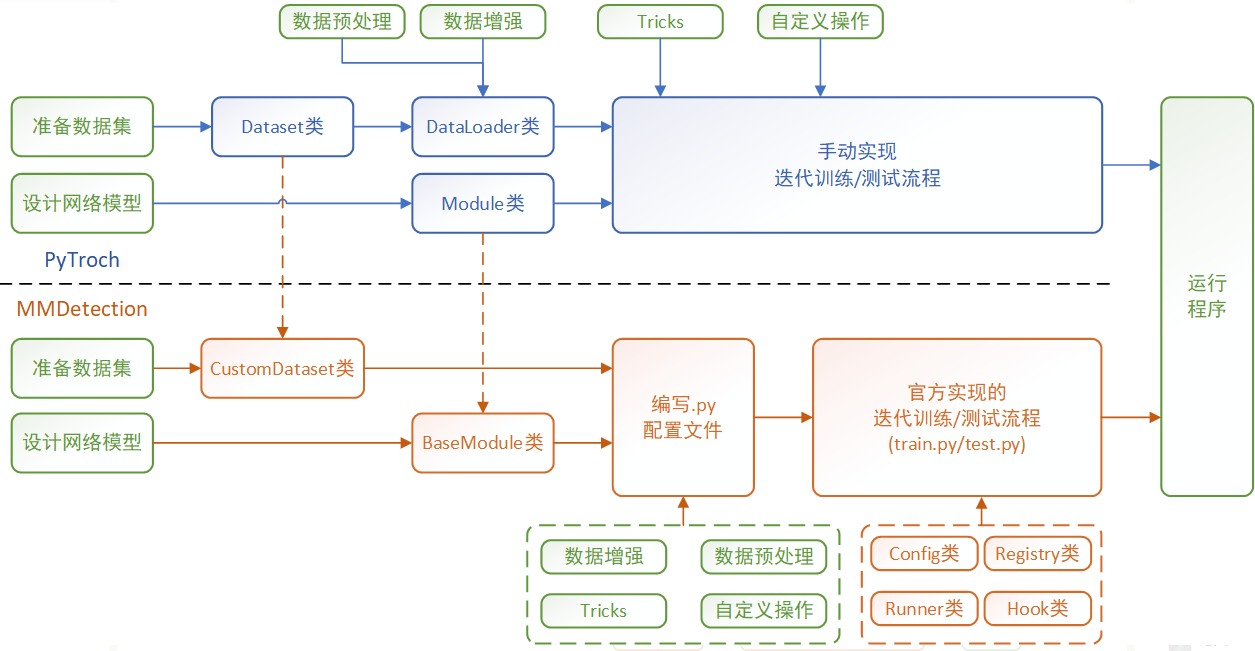 数据预处理
数据增强
Tricks
自定义操作
准备数据集
Dataset类
DataLoader类
手动实现
迭代训练/测试流程
设计网络模型
Module类
PyTroch
运行
程序
MMDetection
准备数据集
CustomDataset类
编写.py
配置文件
官方实现的
迭代训练/测试流程
(train.py/test.py)
设计网络模型
BaseModule类
数据增强
数据预处理
Tricks
自定义操作
Config类
Registry类
Runner类
Hook类